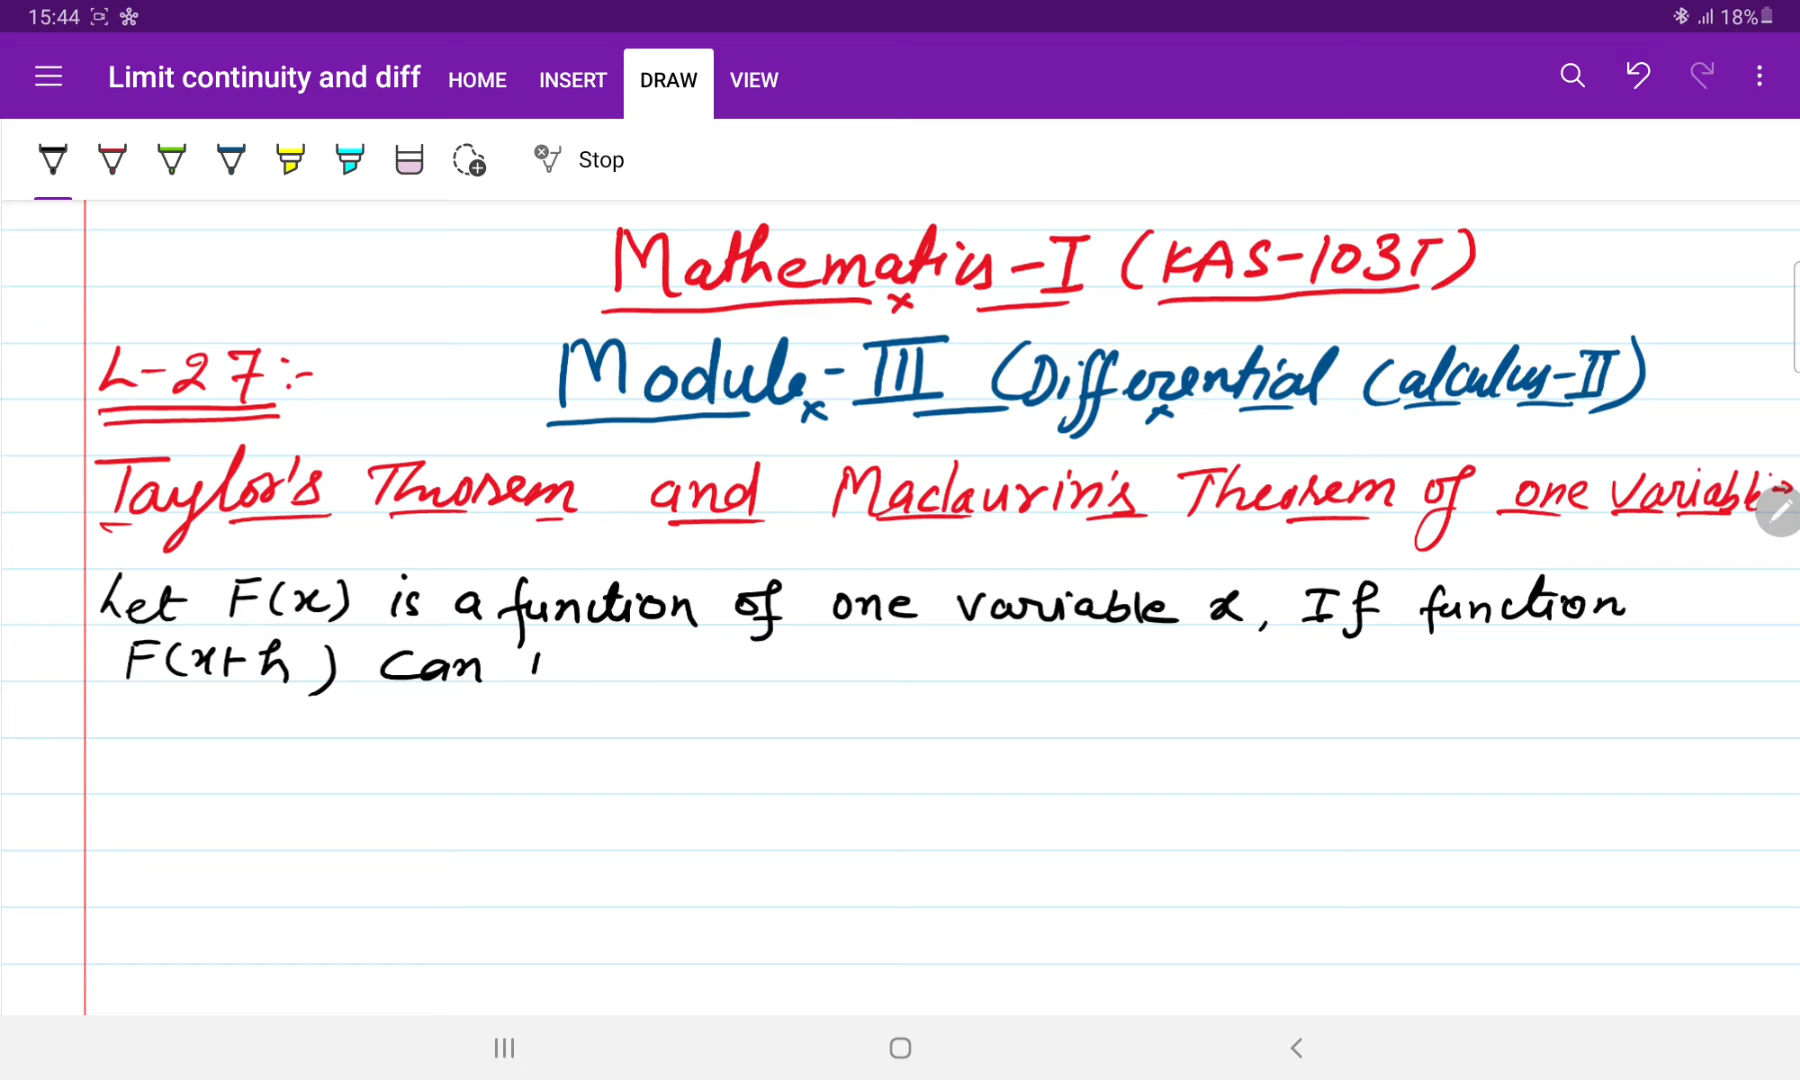 15:44 18%
Limit continuity and diff HOME INSERT DRAW VIEW
Stop
Mathematics-I (KAS-103T)
L-27:-
Module-III (Differential Calculus-II)
Taylor's Theorem and Maclaurin's Theorem of one variable
Let F(x) is a function of one variable x, If function
F(x+h) can